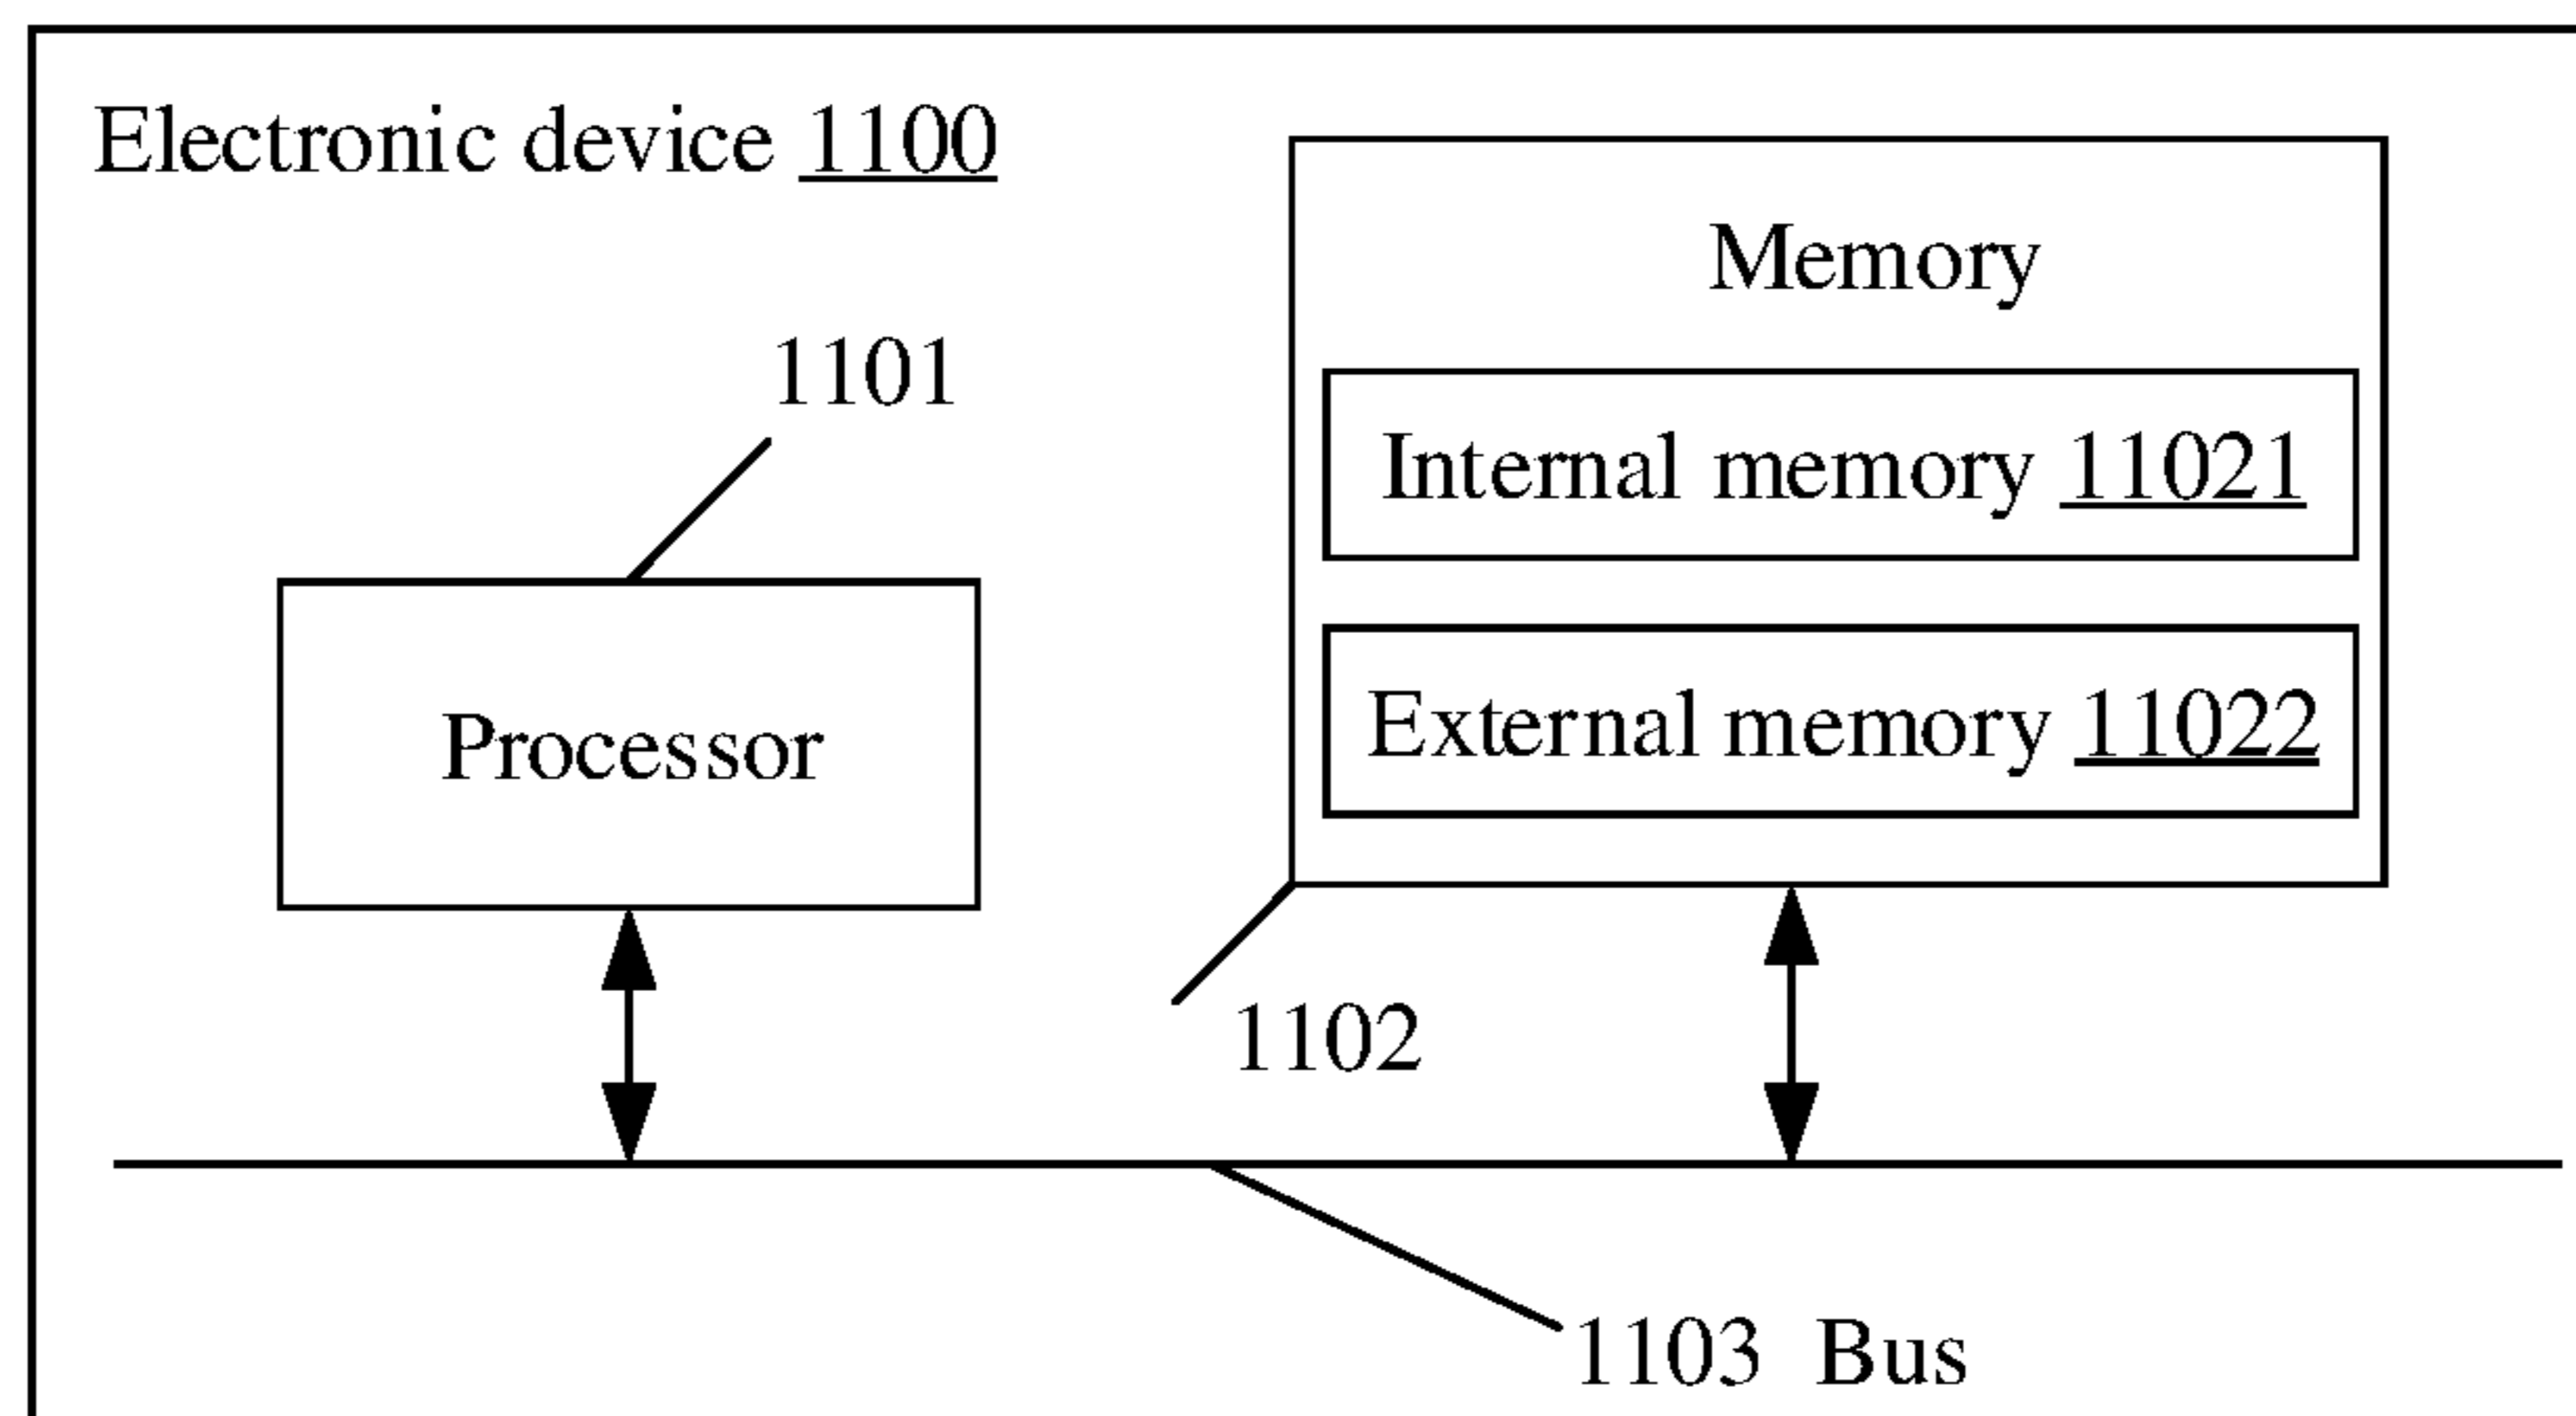 Electronic device 1100
Memory
1101
Internal memory 11021
External memory 11022
Processor
1102
1103 Bus